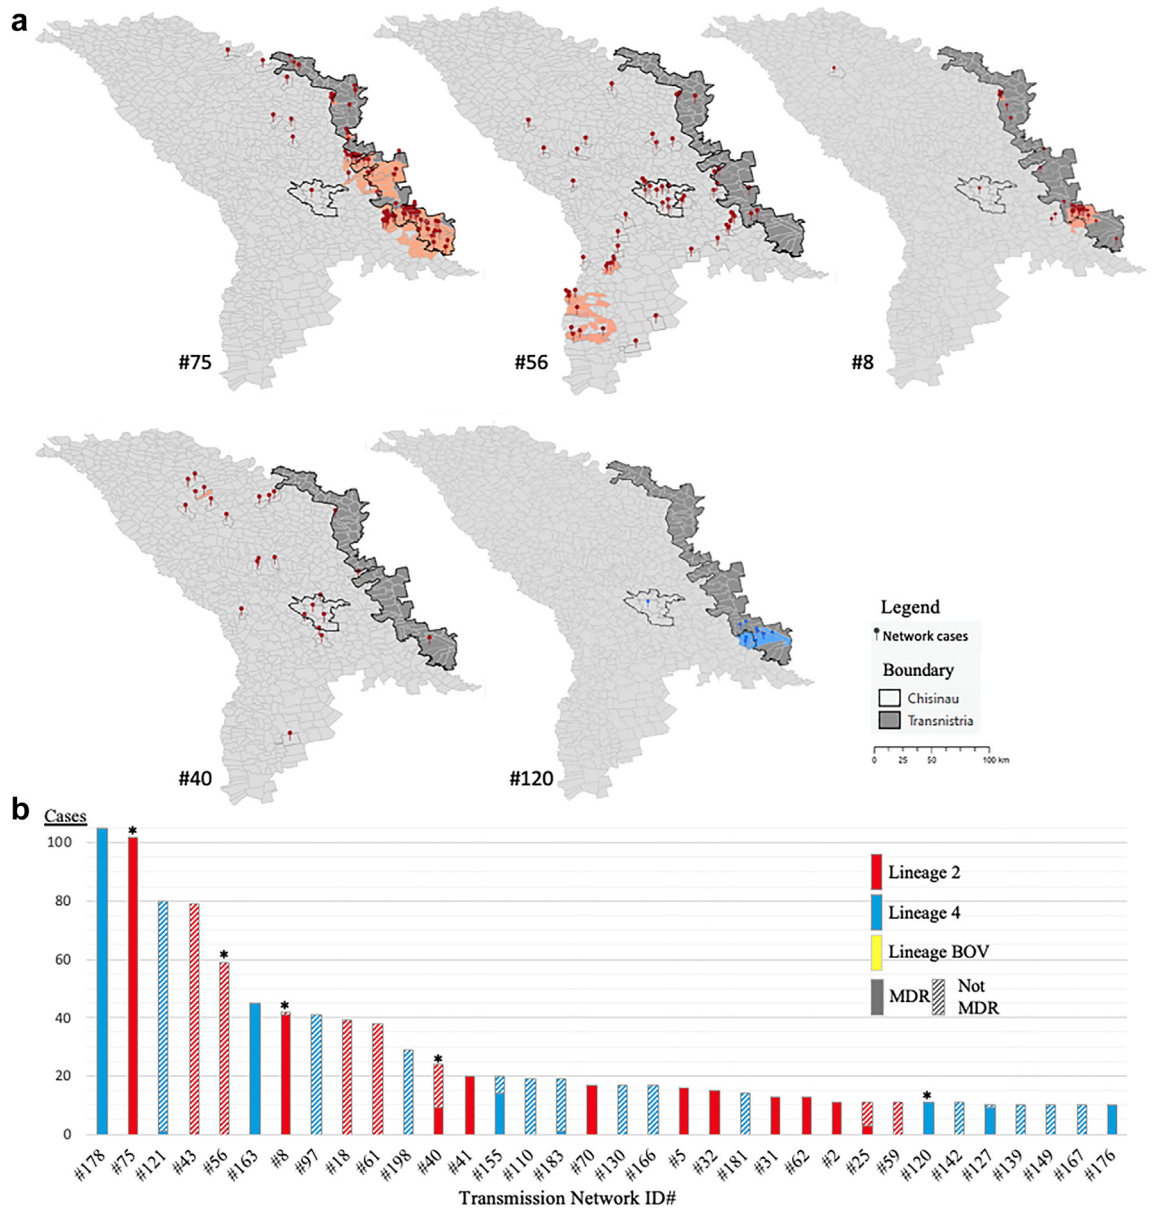 a
#75
#56
#8
#40
#120
Legend
Network cases
Boundary
Chisinau
Transnistria
0 25 50 100 km
b
Cases
100
80
60
40
20
0
*
*
*
*
*
*
Lineage 2
Lineage 4
Lineage BOV
MDR
Not
MDR
#178 #75 #121 #43 #56 #163 #8 #97 #18 #61 #198 #40 #41 #155 #110 #183 #70 #130 #166 #5 #32 #181 #31 #62 #2 #25 #59 #120 #142 #127 #139 #149 #167 #176
Transmission Network ID#